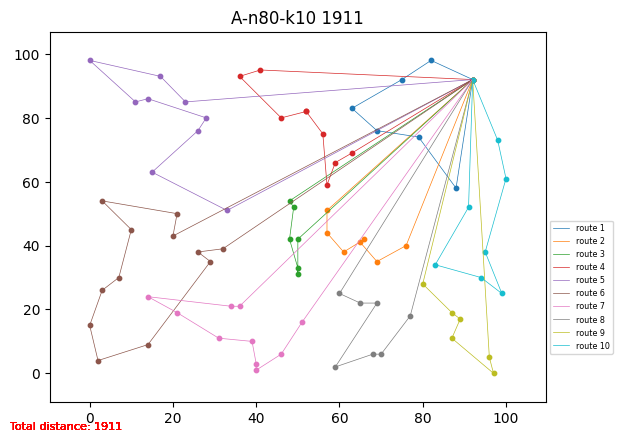 A-n80-k10 1911
100
80
60
40
20
0
0
20
40
60
80
100
route 1
route 2
route 3
route 4
route 5
route 6
route 7
route 8
route 9
route 10
Total distance: 1911